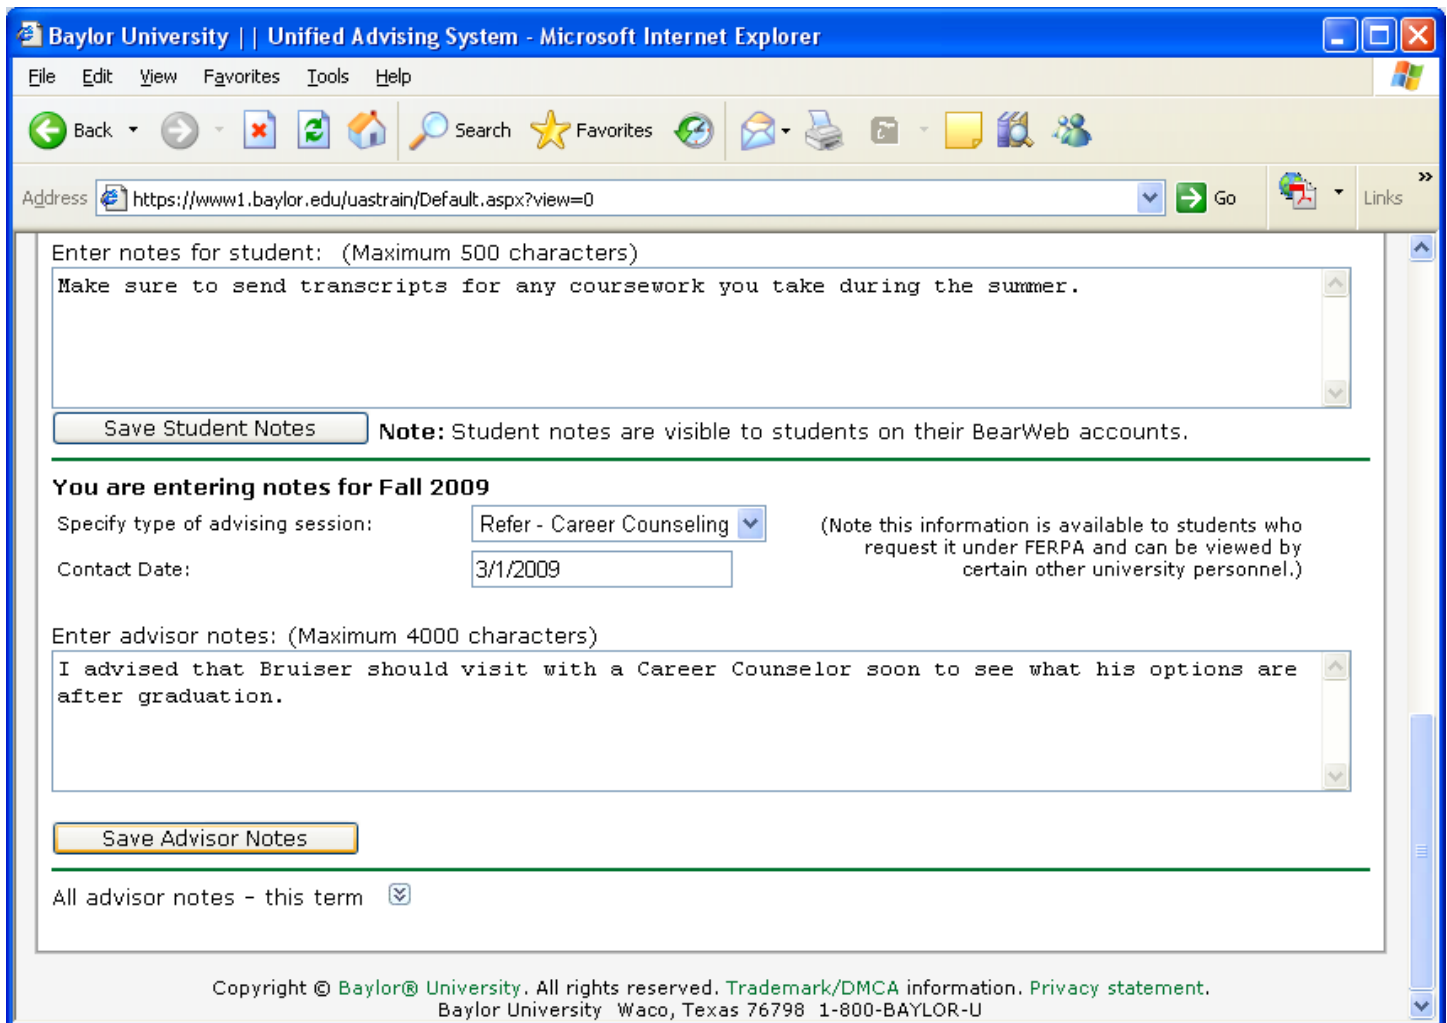 Baylor University || Unified Advising System - Microsoft Internet Explorer
File Edit View Favorites Tools Help
Back Search Favorites
Address https://www1.baylor.edu/uastrain/Default.aspx?view=0 Go Links »
Enter notes for student: (Maximum 500 characters)
Make sure to send transcripts for any coursework you take during the summer.
Save Student Notes Note: Student notes are visible to students on their BearWeb accounts.
You are entering notes for Fall 2009
Specify type of advising session: Refer - Career Counseling (Note this information is available to students who
request it under FERPA and can be viewed by
Contact Date: 3/1/2009 certain other university personnel.)
Enter advisor notes: (Maximum 4000 characters)
I advised that Bruiser should visit with a Career Counselor soon to see what his options are
after graduation.
Save Advisor Notes
All advisor notes - this term
Copyright © Baylor® University. All rights reserved. Trademark/DMCA information. Privacy statement.
Baylor University Waco, Texas 76798 1-800-BAYLOR-U